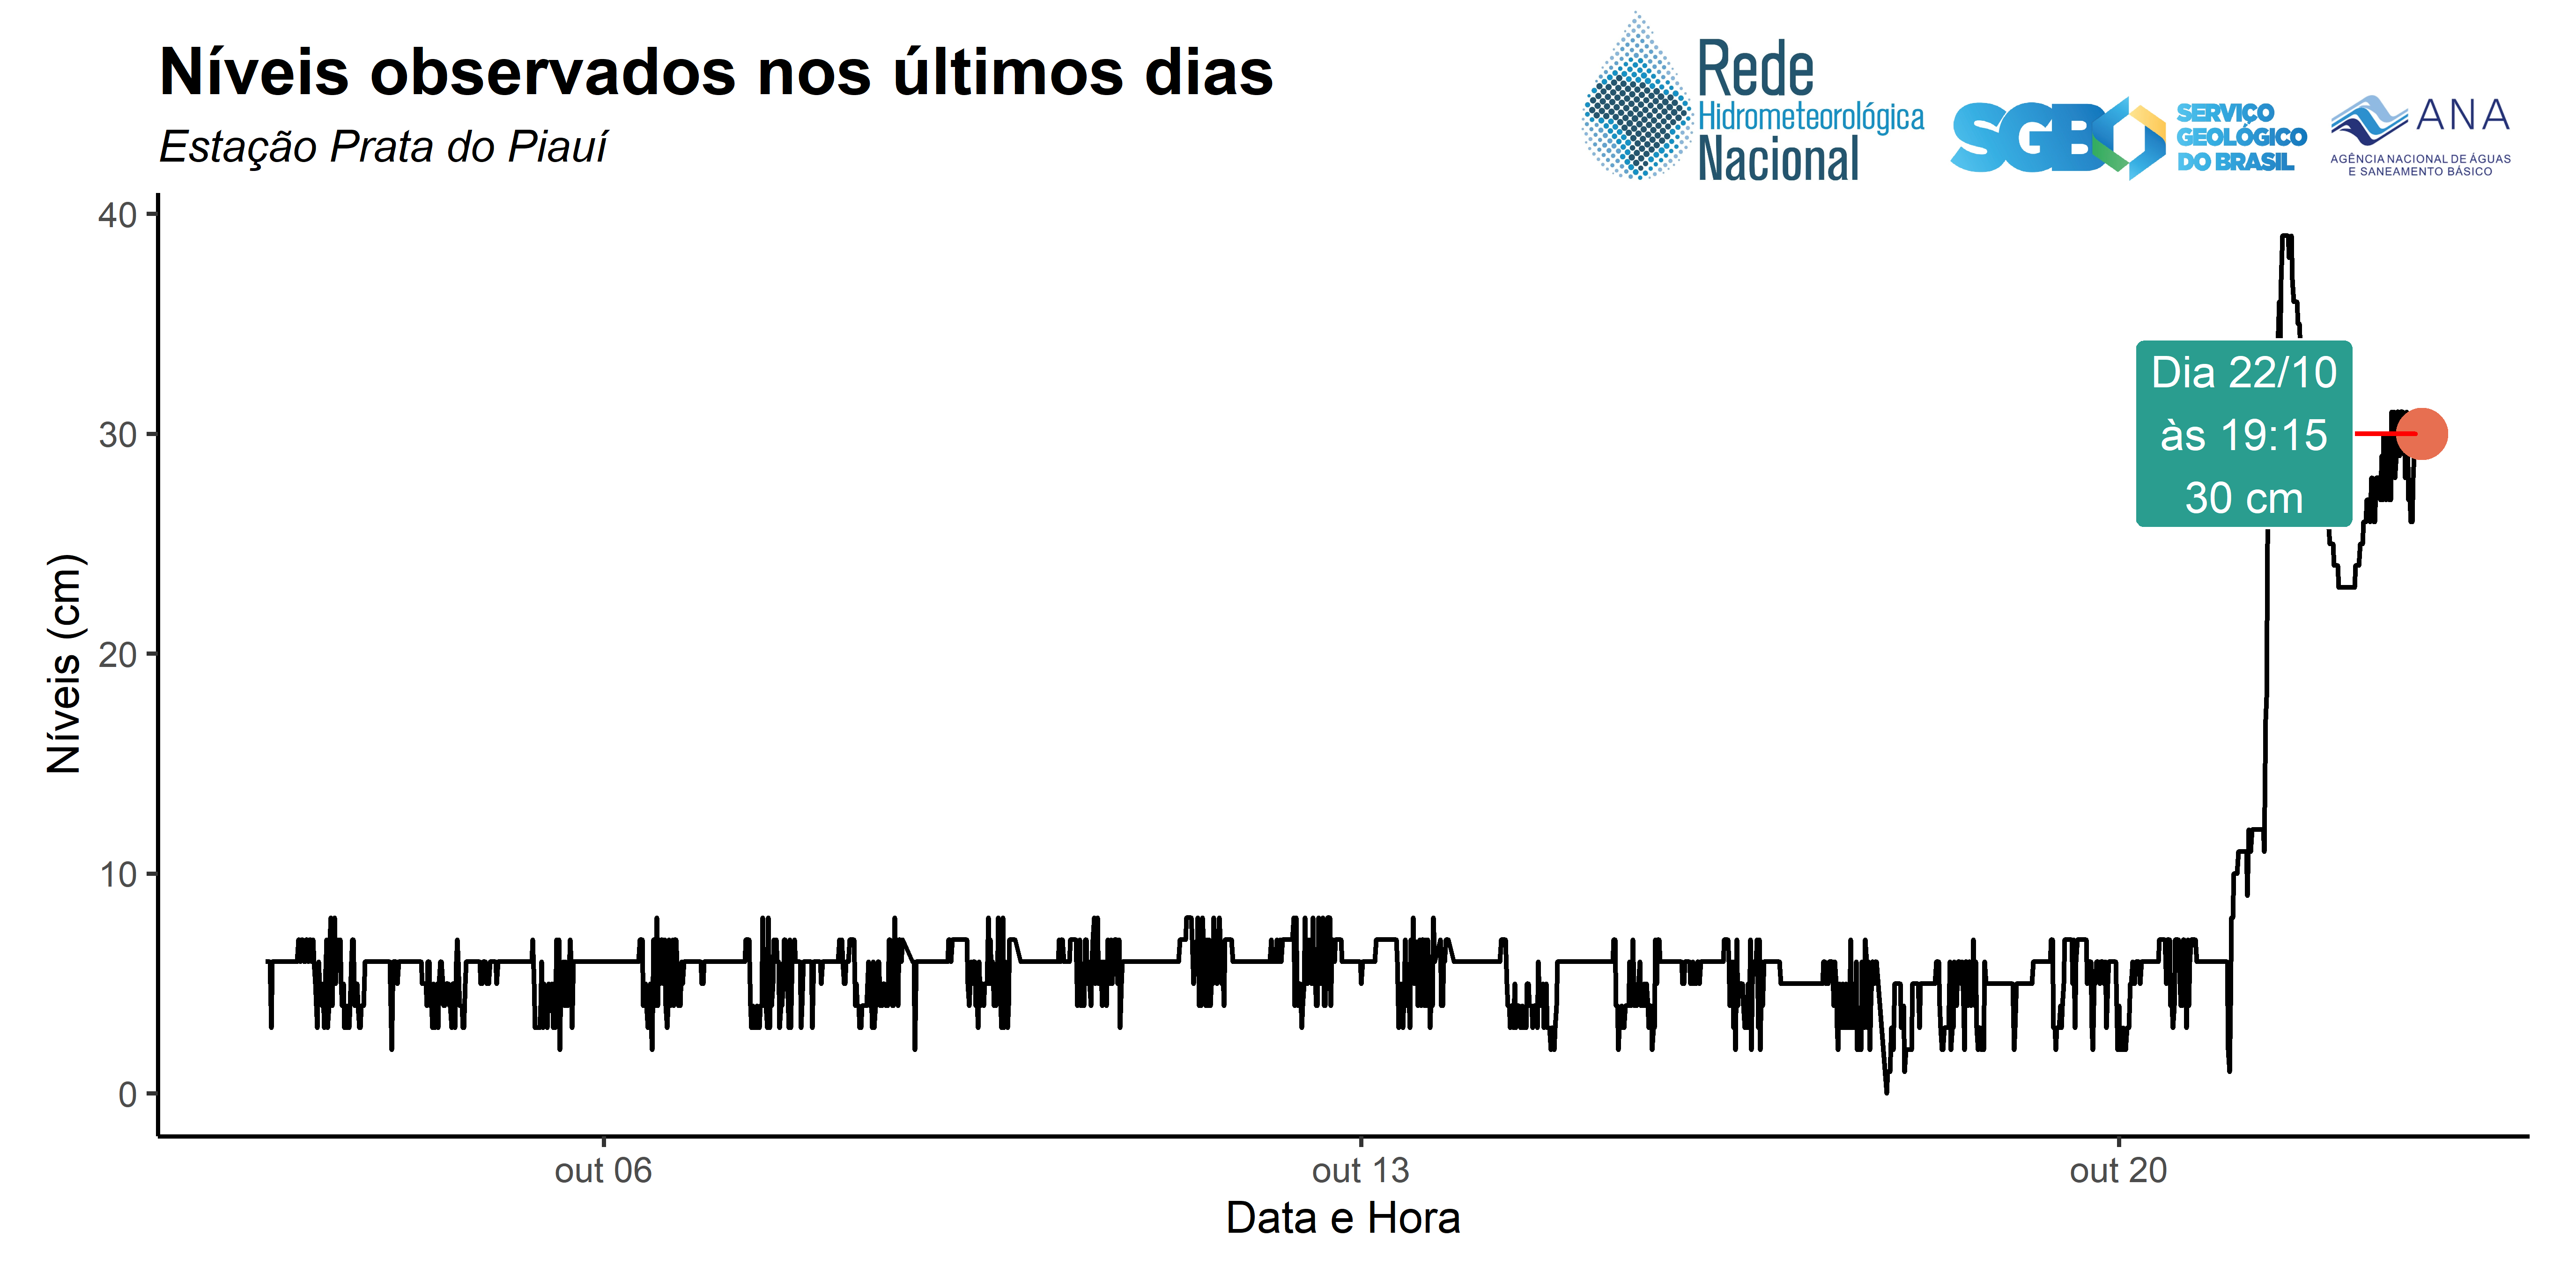 Níveis observados nos últimos dias
Estação Prata do Piauí
Rede
Hidrometeorológica
Nacional
SGB
SERVIÇO
GEOLÓGICO
DO BRASIL
ANA
AGÊNCIA NACIONAL DE ÁGUAS
E SANEAMENTO BÁSICO
Níveis (cm)
40
30
20
10
0
Dia 22/10
às 19:15
30 cm
out 06
out 13
out 20
Data e Hora